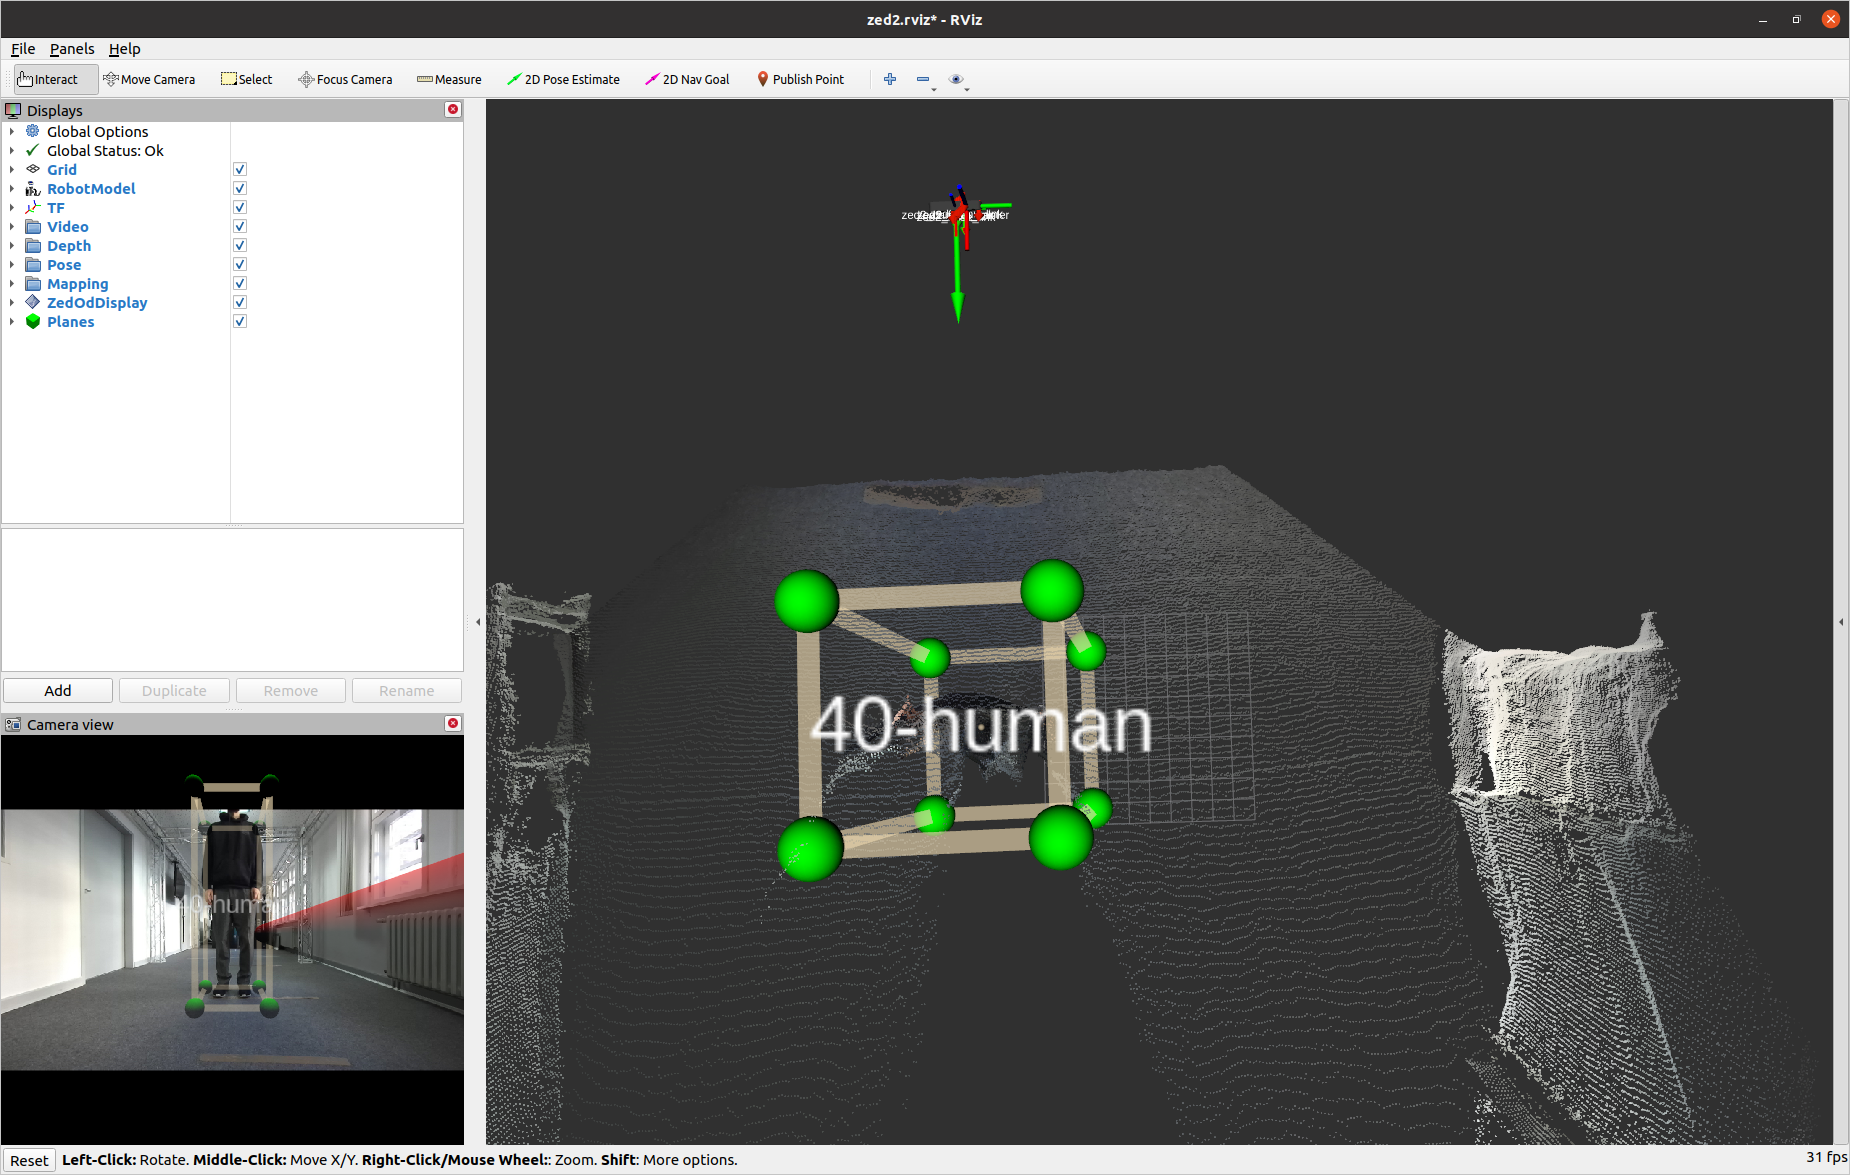 zed2.rviz* - RViz
File Panels Help
Interact Move Camera Select Focus Camera Measure 2D Pose Estimate 2D Nav Goal Publish Point
Displays
Global Options
Global Status: Ok
Grid
RobotModel
TF
Video
Depth
Pose
Mapping
ZedOdDisplay
Planes
Add Duplicate Remove Rename
Camera view
40-human
40-human
Reset Left-Click: Rotate. Middle-Click: Move X/Y. Right-Click/Mouse Wheel:: Zoom. Shift: More options. 31 fps